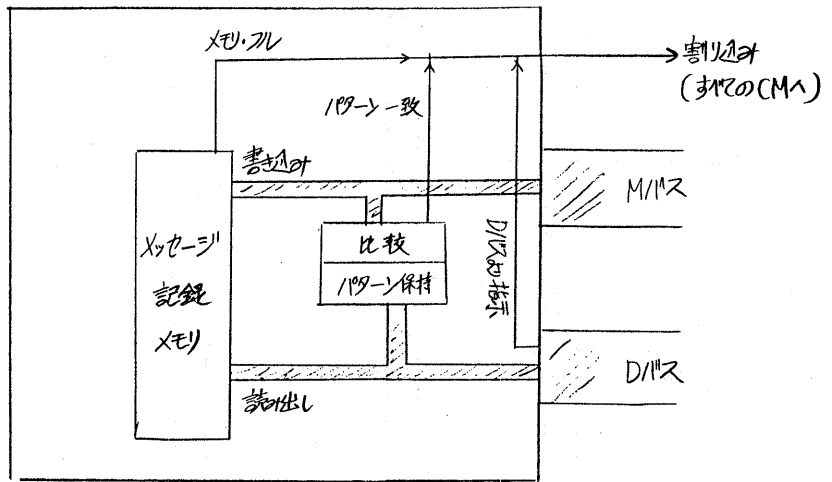 メモリ・フル
割り込み
(すべてのCMへ)
パターン一致
書き込み
Mバス
メッセージ
記録
メモリ
比較
パターン保持
Dバスより指示
Dバス
読み出し